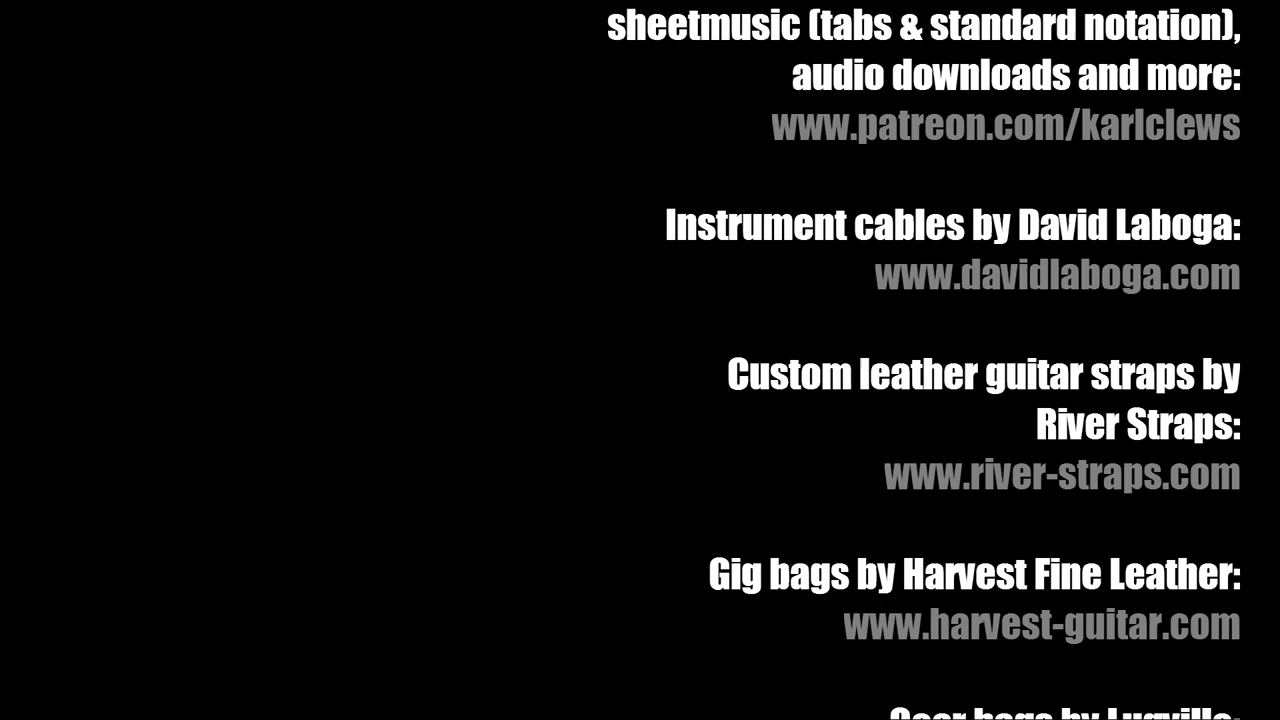 sheetmusic (tabs & standard notation),
audio downloads and more:
www.patreon.com/karlclews
Instrument cables by David Laboga:
www.davidlaboga.com
Custom leather guitar straps by
River Straps:
www.river-straps.com
Gig bags by Harvest Fine Leather:
www.harvest-guitar.com
bags by